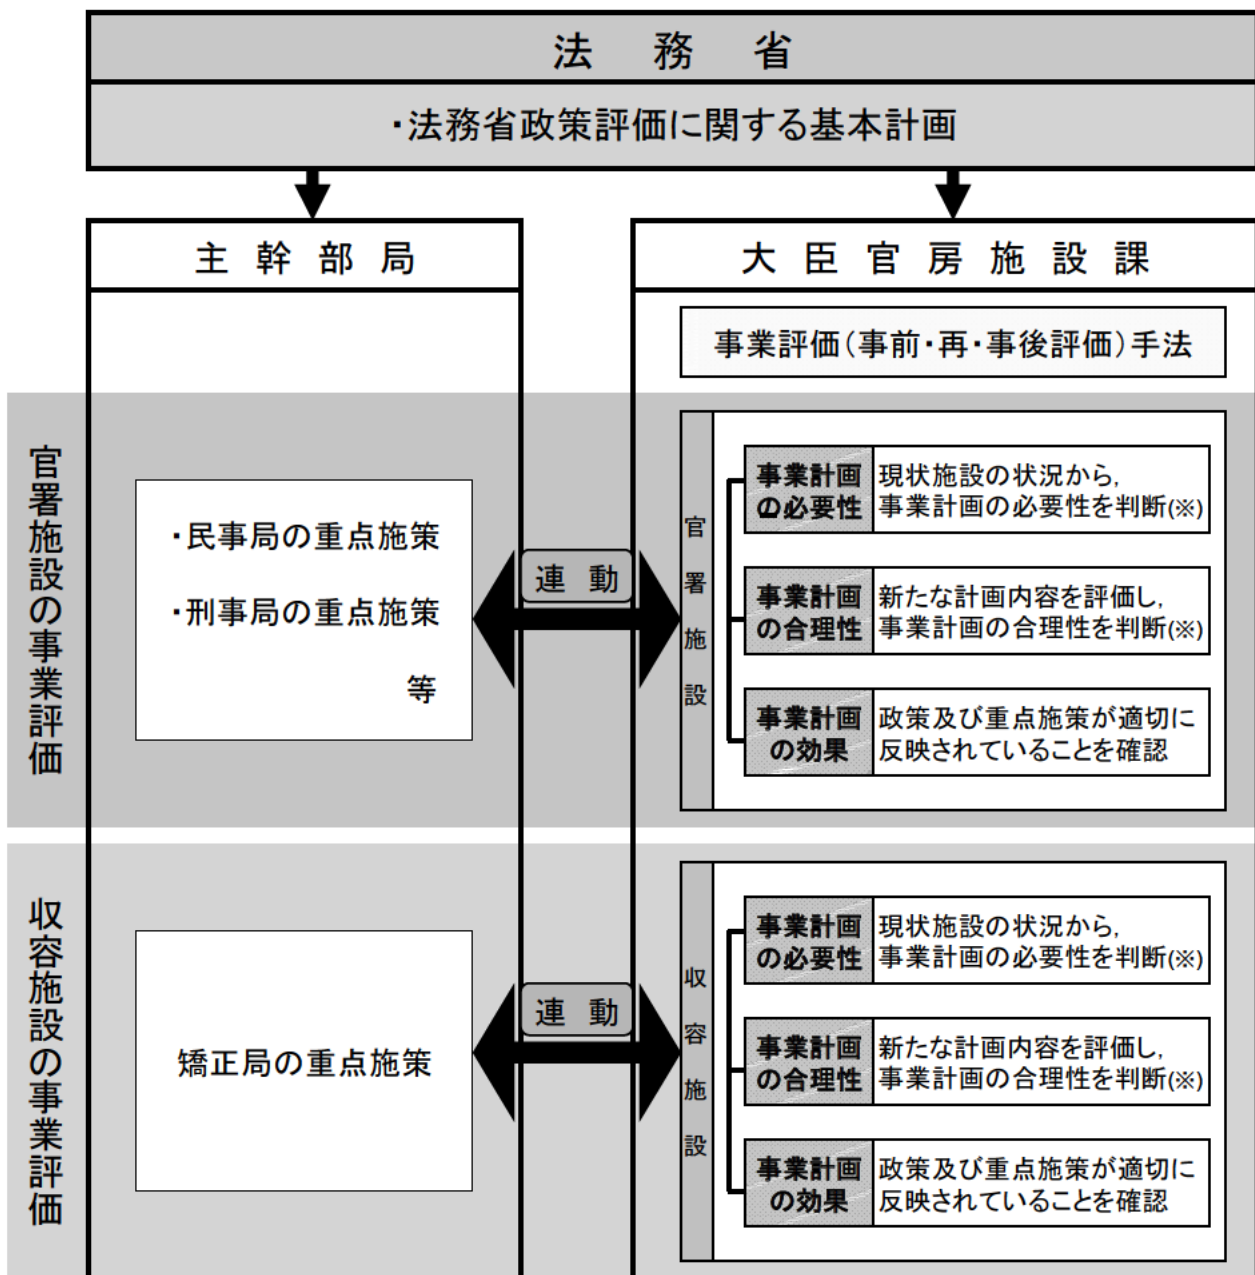 法務省
・法務省政策評価に関する基本計画
主幹部局
大臣官房施設課
事業評価(事前・再・事後評価)手法
官署施設の事業評価
・民事局の重点施策
・刑事局の重点施策
等
連動
官署施設
事業計画
の必要性
現状施設の状況から,
事業計画の必要性を判断(※)
事業計画
の合理性
新たな計画内容を評価し,
事業計画の合理性を判断(※)
事業計画
の効果
政策及び重点施策が適切に
反映されていることを確認
収容施設の事業評価
矯正局の重点施策
連動
収容施設
事業計画
の必要性
現状施設の状況から,
事業計画の必要性を判断(※)
事業計画
の合理性
新たな計画内容を評価し,
事業計画の合理性を判断(※)
事業計画
の効果
政策及び重点施策が適切に
反映されていることを確認